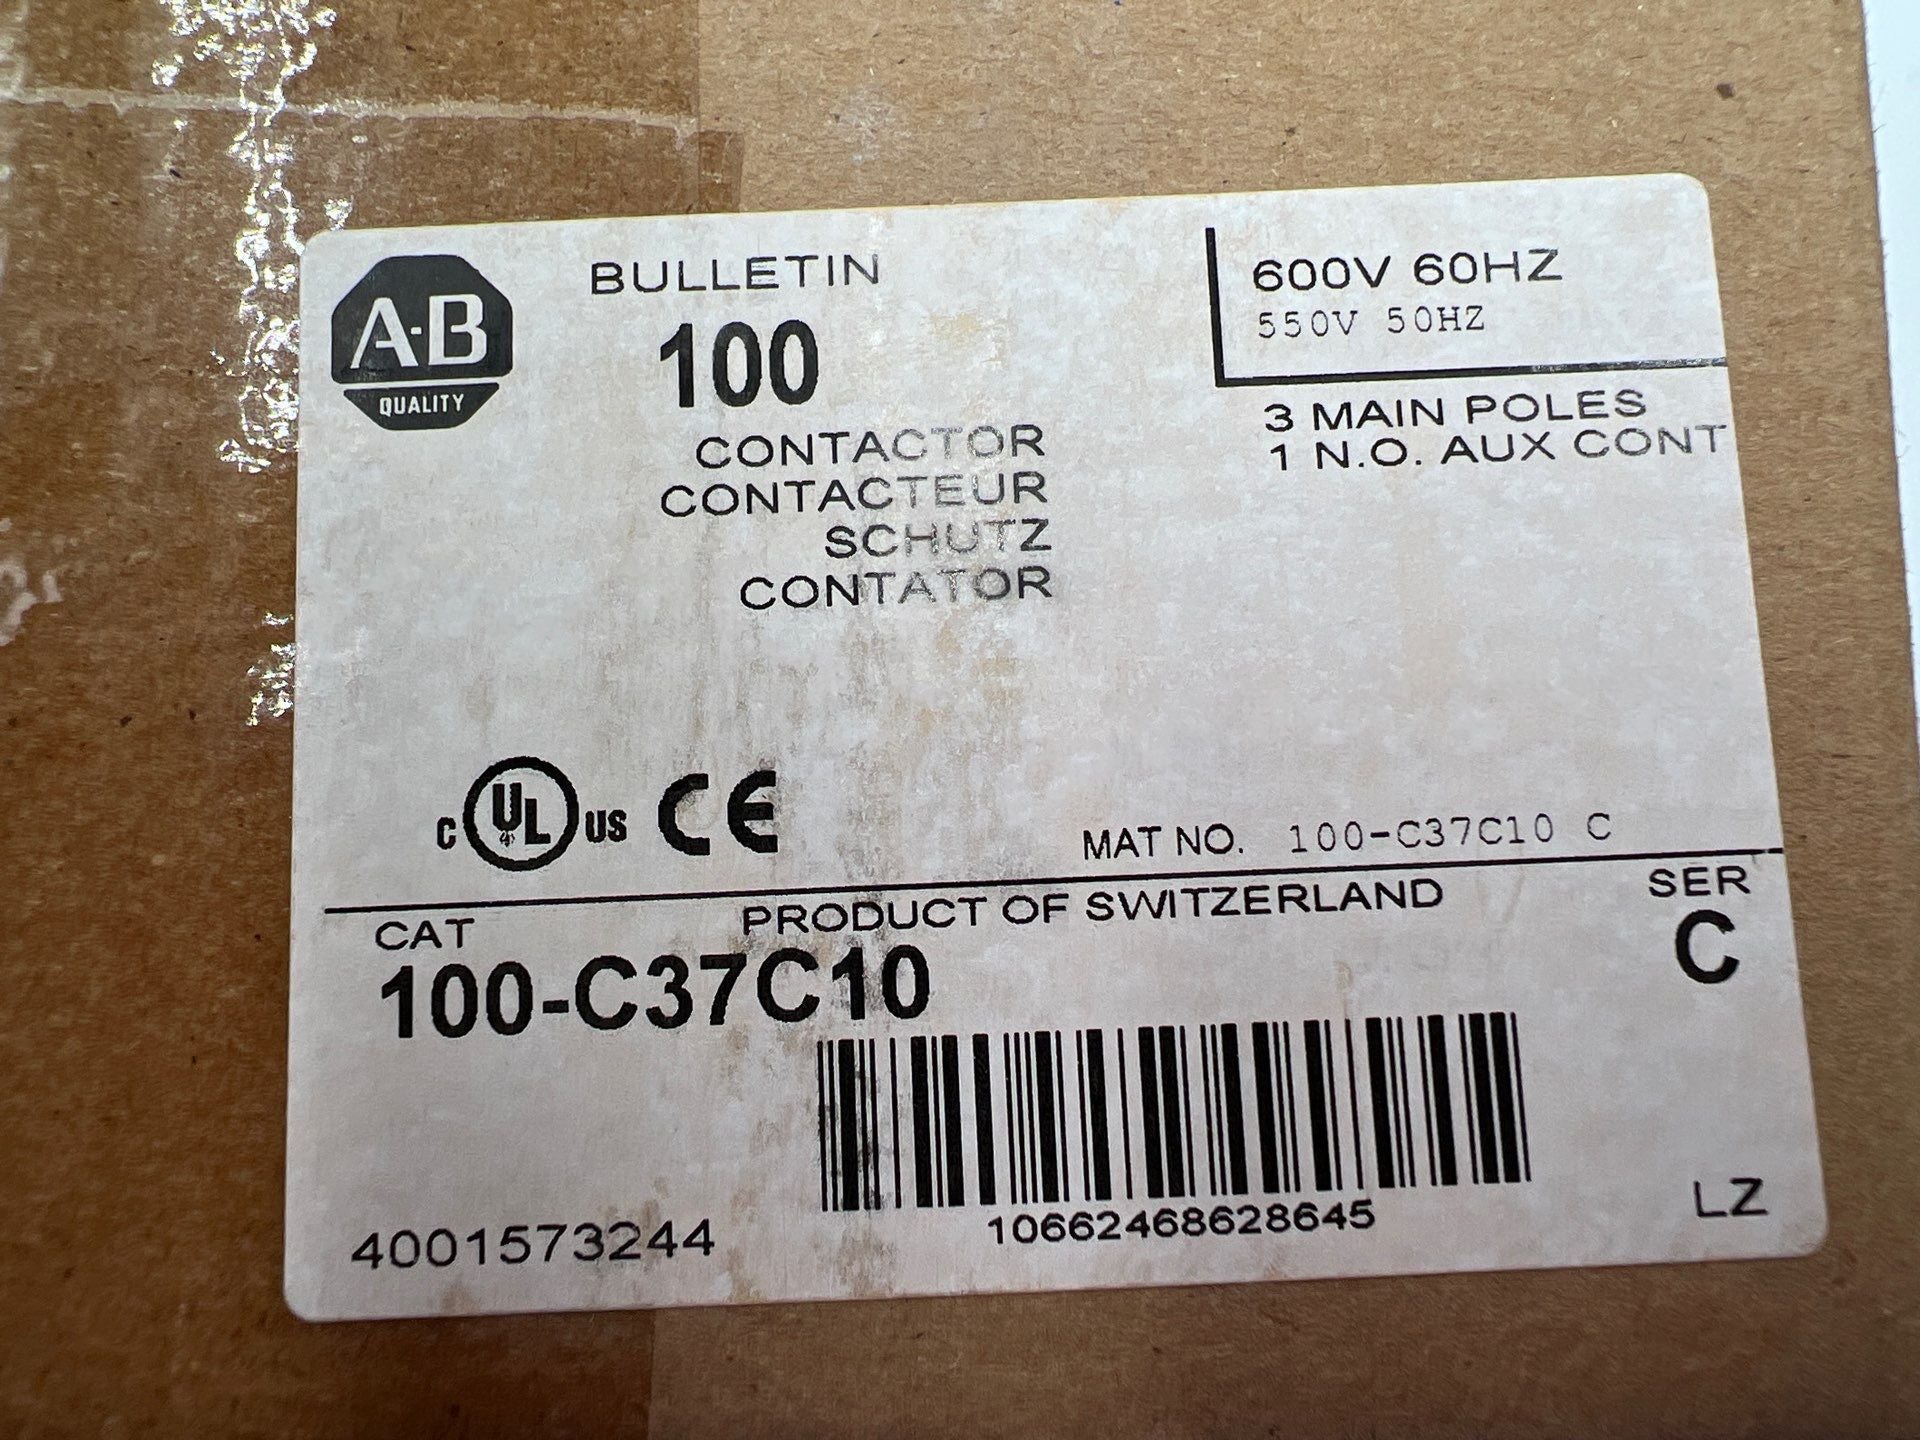 A-B
QUALITY
BULLETIN
100
CONTACTOR
CONTACTEUR
SCHUTZ
CONTATOR
600V 60HZ
550V 50HZ
3 MAIN POLES
1 N.O. AUX CONT
C UL US CE
MAT NO. 100-C37C10 C
CAT
PRODUCT OF SWITZERLAND
SER
100-C37C10
C
4001573244
10662468628645
LZ